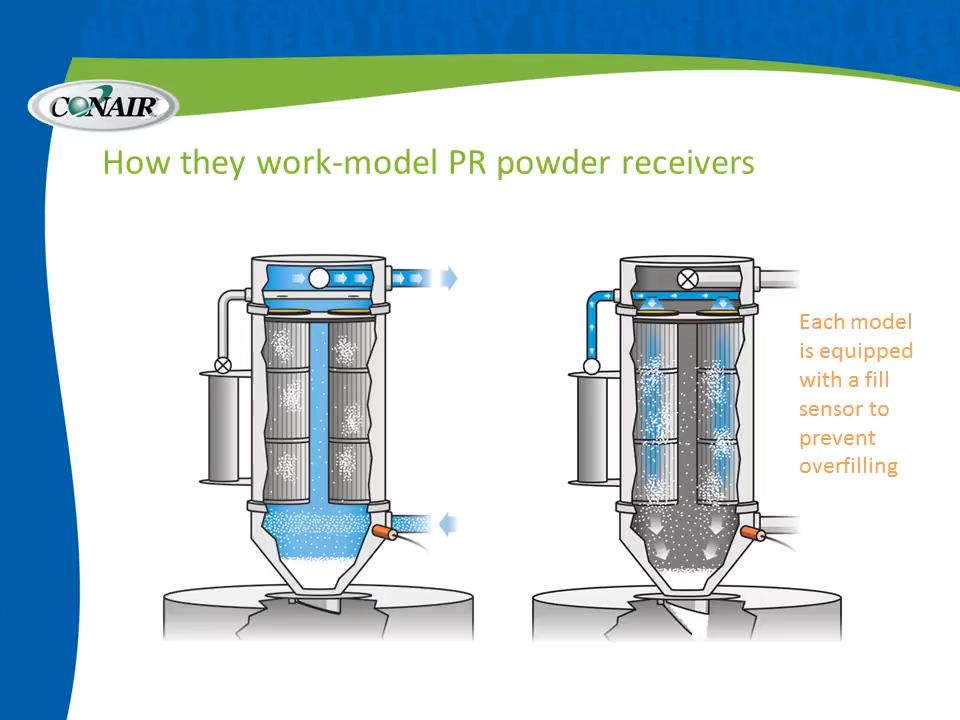 CONAIR
How they work-model PR powder receivers
Each model
is equipped
with a fill
sensor to
prevent
overfilling